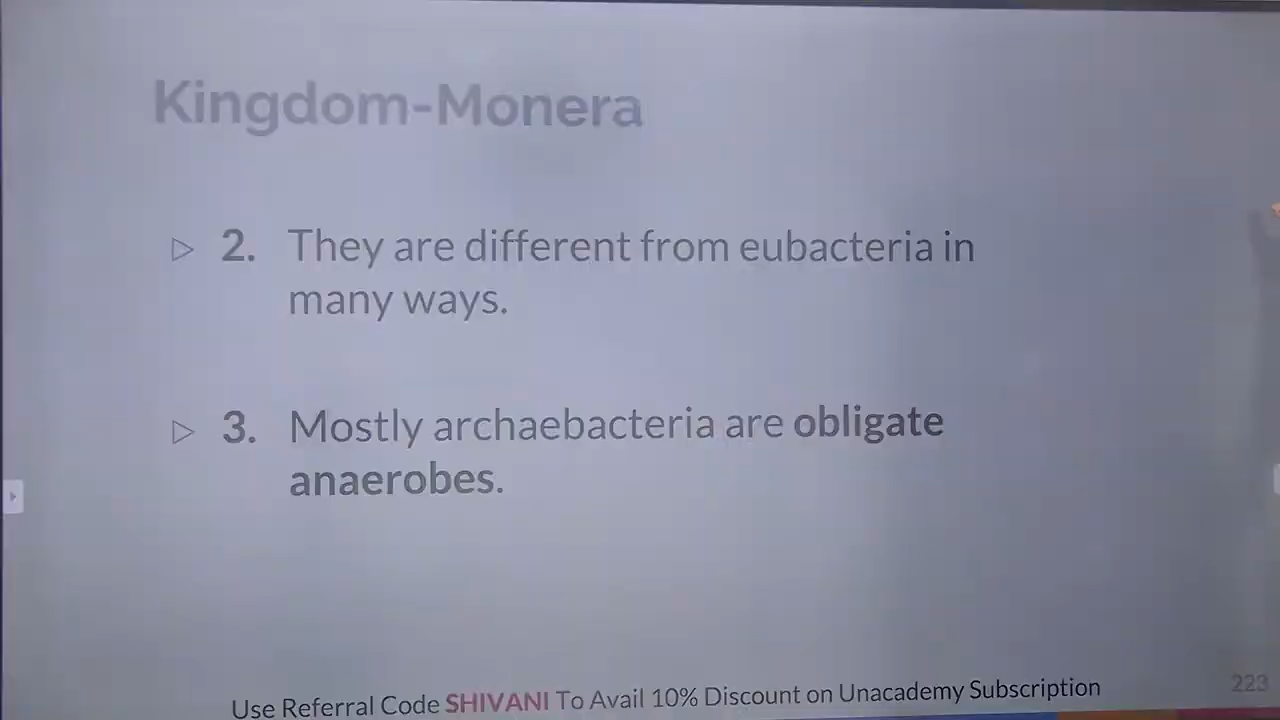 Kingdom-Monera
▷ 2. They are different from eubacteria in
many ways.
▷ 3. Mostly archaebacteria are obligate
anaerobes.
Use Referral Code SHIVANI To Avail 10% Discount on Unacademy Subscription
223